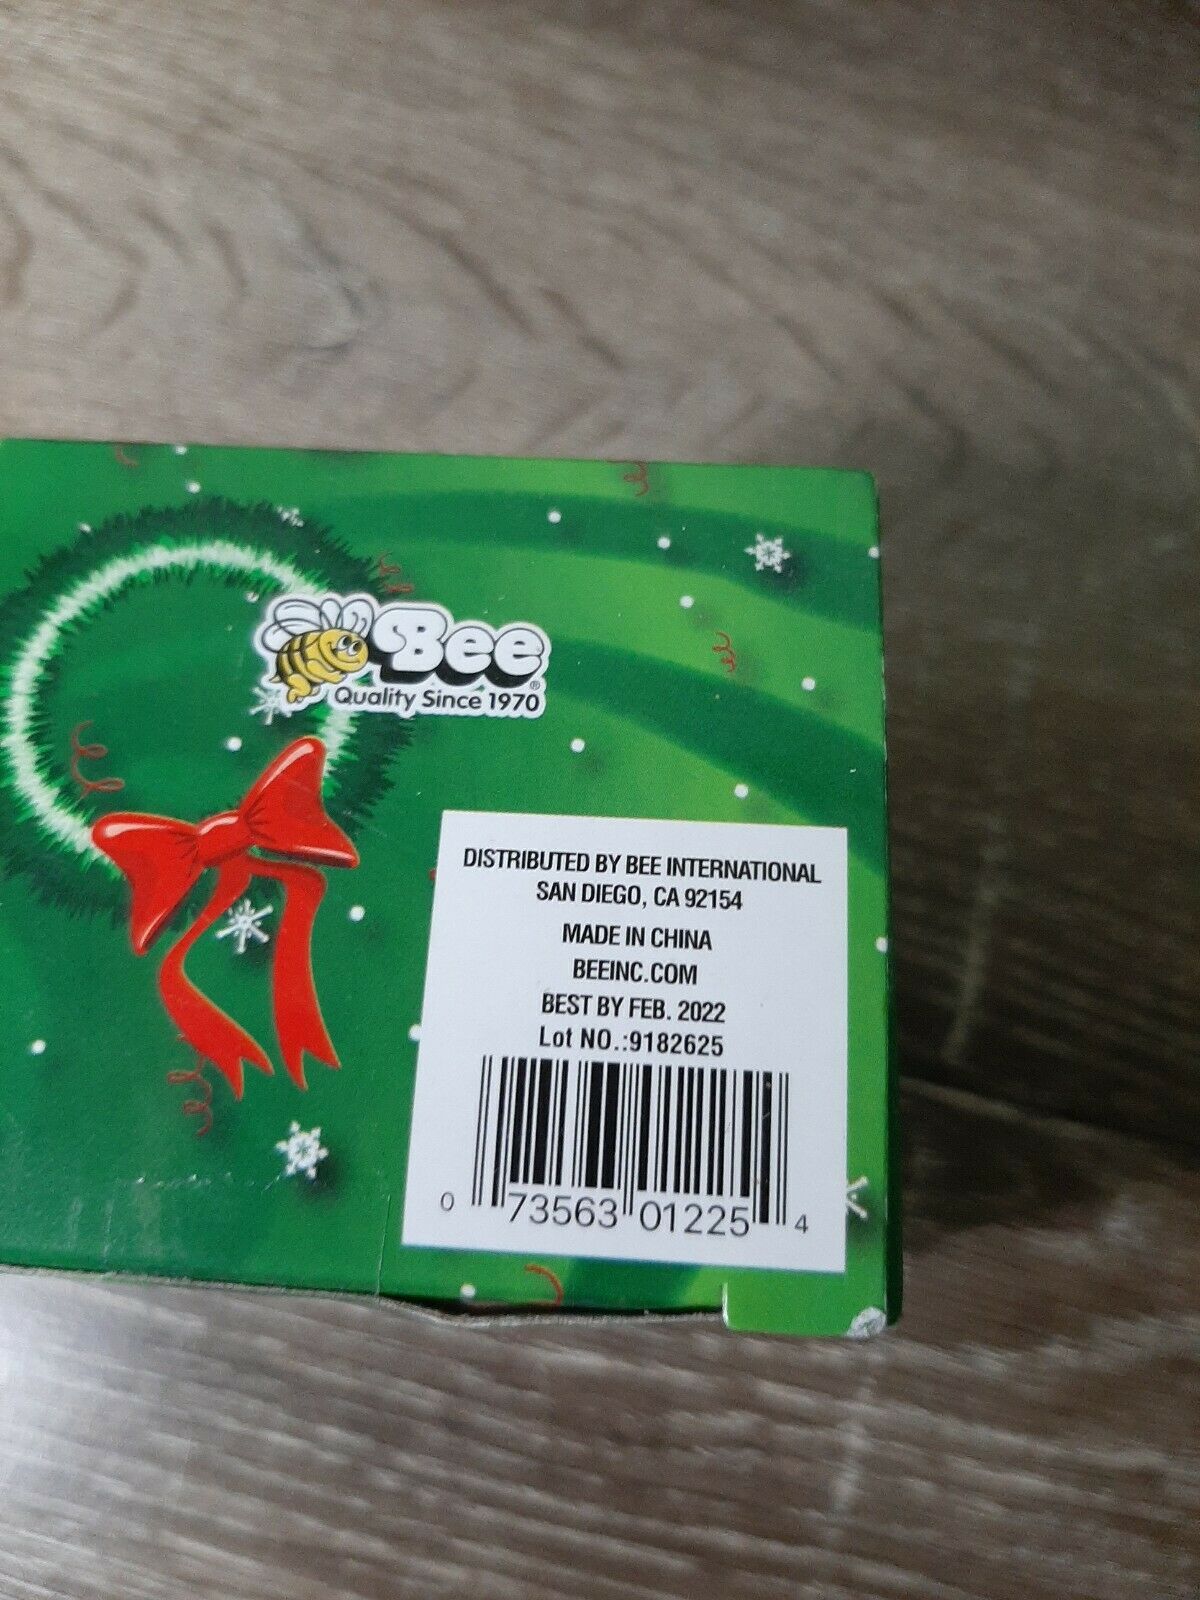 Bee®
Quality Since 1970
DISTRIBUTED BY BEE INTERNATIONAL
SAN DIEGO, CA 92154
MADE IN CHINA
BEEINC.COM
BEST BY FEB. 2022
Lot NO.:9182625
0 73563 01225 4